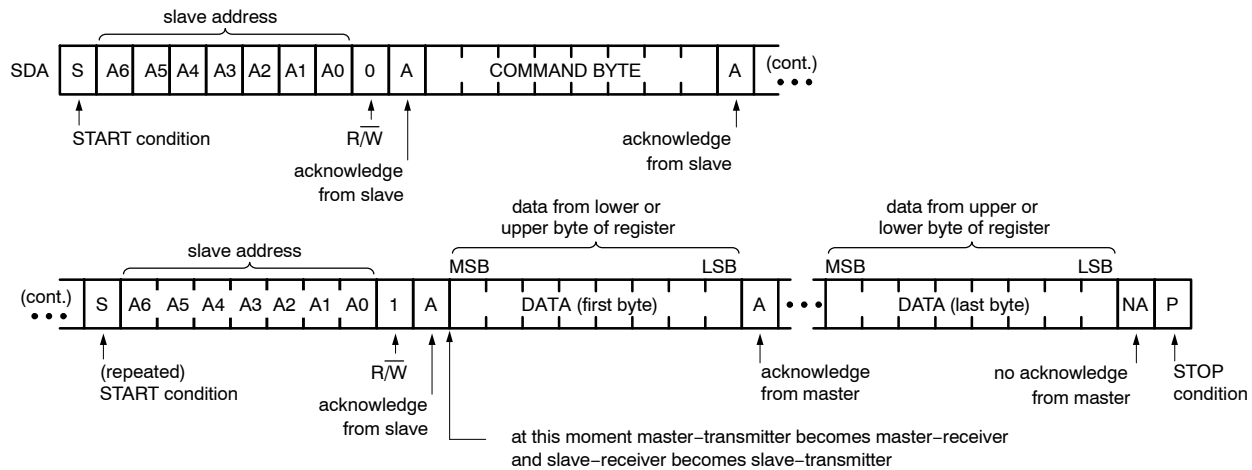 slave address
SDA S A6 A5 A4 A3 A2 A1 A0 0 A COMMAND BYTE A (cont.)
START condition
R/W
acknowledge
from slave
acknowledge
from slave
data from lower or
upper byte of register
data from upper or
lower byte of register
slave address
MSB LSB MSB LSB
(cont.) S A6 A5 A4 A3 A2 A1 A0 1 A DATA (first byte) A DATA (last byte) NA P
(repeated)
START condition
R/W
acknowledge
from slave
acknowledge
from master
no acknowledge
from master
STOP
condition
at this moment master–transmitter becomes master–receiver
and slave–receiver becomes slave–transmitter